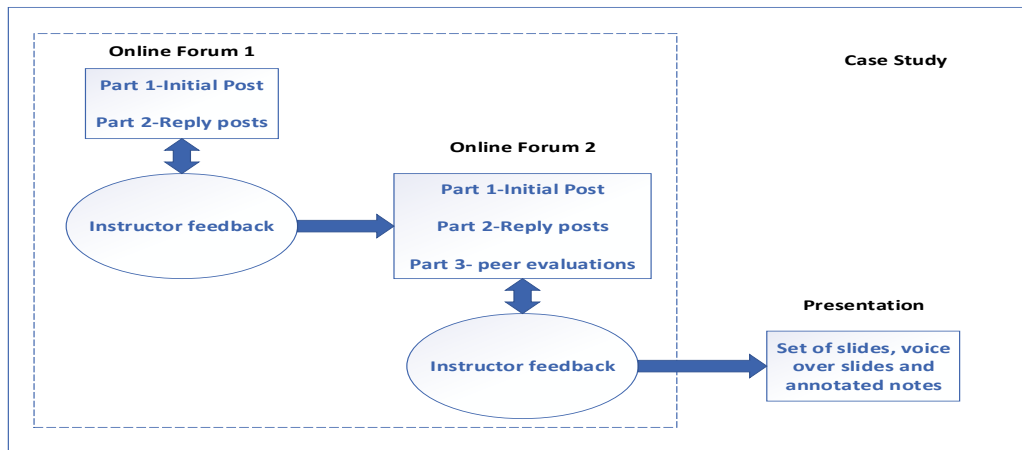 Online Forum 1
Part 1-Initial Post
Part 2-Reply posts
Instructor feedback
Online Forum 2
Part 1-Initial Post
Part 2-Reply posts
Part 3- peer evaluations
Instructor feedback
Case Study
Presentation
Set of slides, voice
over slides and
annotated notes